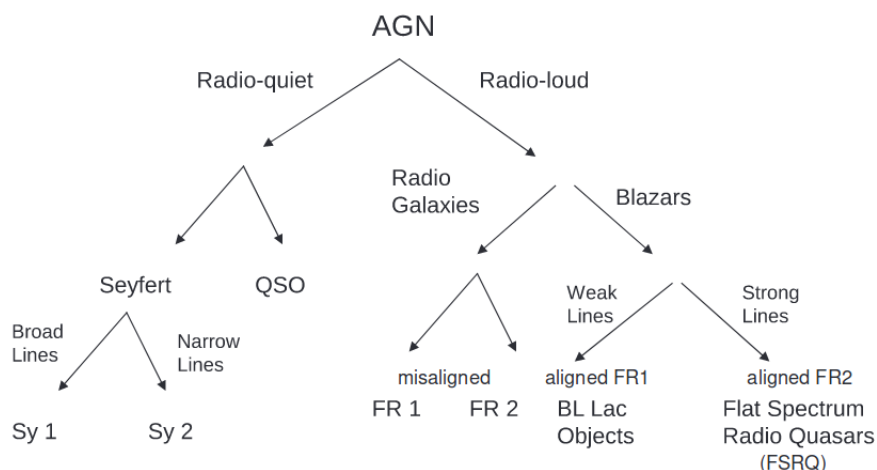 AGN
Radio-quiet
Radio-loud
Radio
Galaxies
Blazars
Seyfert
QSO
Weak
Lines
Strong
Lines
Broad
Lines
Narrow
Lines
misaligned
aligned FR1
aligned FR2
Sy 1
Sy 2
FR 1
FR 2
BL Lac
Objects
Flat Spectrum
Radio Quasars
(FSRQ)